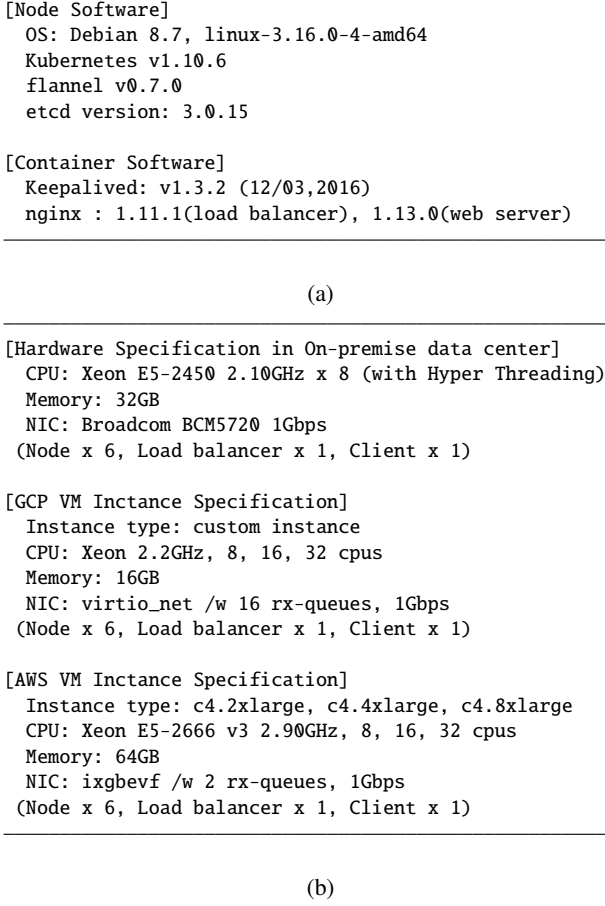 [Node Software]
OS: Debian 8.7, linux-3.16.0-4-amd64
Kubernetes v1.10.6
flannel v0.7.0
etcd version: 3.0.15
[Container Software]
Keepalived: v1.3.2 (12/03,2016)
nginx : 1.11.1(load balancer), 1.13.0(web server)
(a)
[Hardware Specification in On-premise data center]
CPU: Xeon E5-2450 2.10GHz x 8 (with Hyper Threading)
Memory: 32GB
NIC: Broadcom BCM5720 1Gbps
(Node x 6, Load balancer x 1, Client x 1)
[GCP VM Inctance Specification]
Instance type: custom instance
CPU: Xeon 2.2GHz, 8, 16, 32 cpus
Memory: 16GB
NIC: virtio_net /w 16 rx-queues, 1Gbps
(Node x 6, Load balancer x 1, Client x 1)
[AWS VM Inctance Specification]
Instance type: c4.2xlarge, c4.4xlarge, c4.8xlarge
CPU: Xeon E5-2666 v3 2.90GHz, 8, 16, 32 cpus
Memory: 64GB
NIC: ixgbevf /w 2 rx-queues, 1Gbps
(Node x 6, Load balancer x 1, Client x 1)
(b)